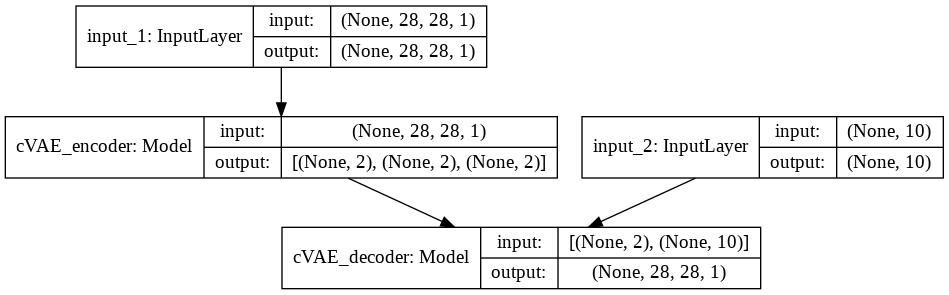 input_1: InputLayer
input: (None, 28, 28, 1)
output: (None, 28, 28, 1)
cVAE_encoder: Model
input: (None, 28, 28, 1)
output: [(None, 2), (None, 2), (None, 2)]
input_2: InputLayer
input: (None, 10)
output: (None, 10)
cVAE_decoder: Model
input: [(None, 2), (None, 10)]
output: (None, 28, 28, 1)